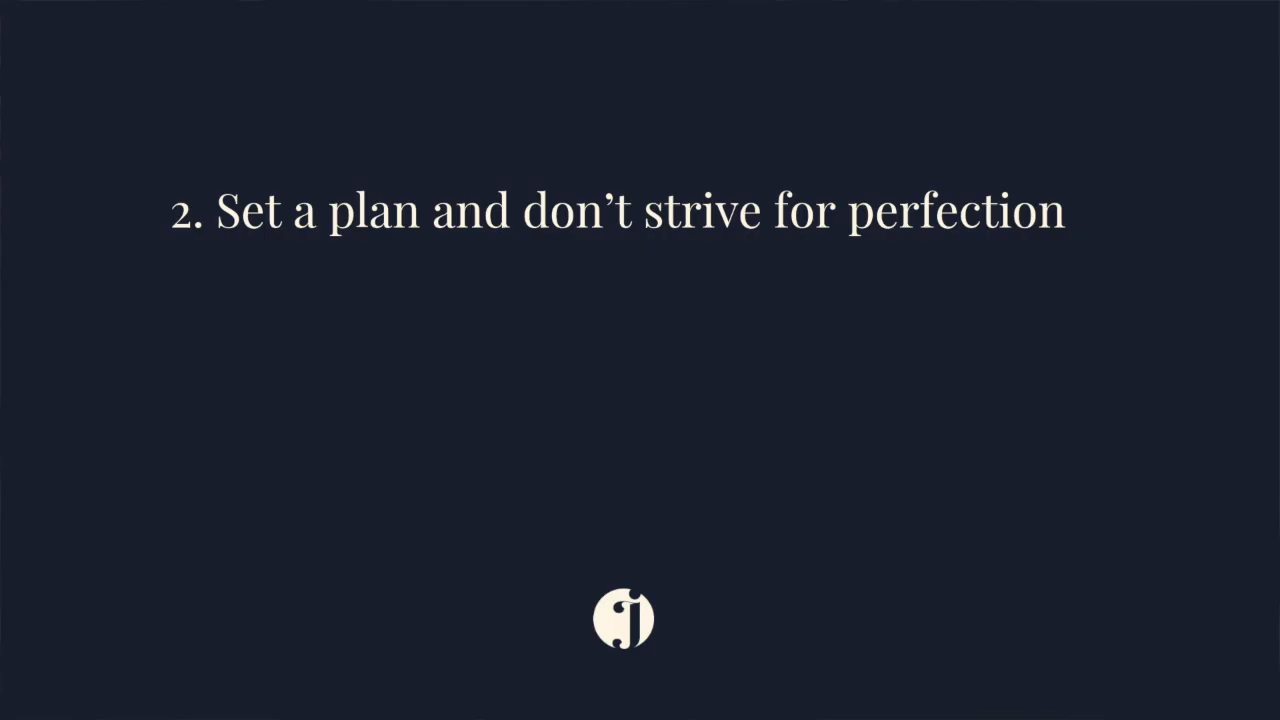 2. Set a plan and don’t strive for perfection